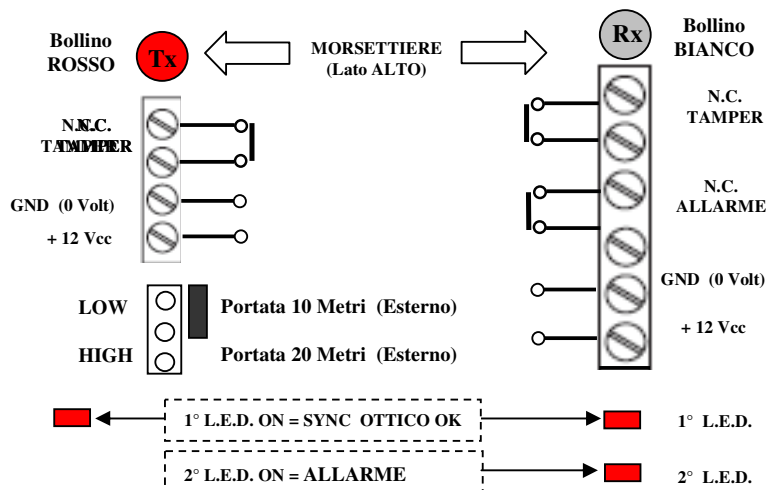 Bollino
ROSSO
Tx
MORSETTIERE
(Lato ALTO)
Rx
Bollino
BIANCO
N.C.
TAMPER
GND (0 Volt)
+ 12 Vcc
N.C.
TAMPER
N.C.
ALLARME
GND (0 Volt)
+ 12 Vcc
LOW
Portata 10 Metri (Esterno)
HIGH
Portata 20 Metri (Esterno)
1° L.E.D. ON = SYNC OTTICO OK
1° L.E.D.
2° L.E.D. ON = ALLARME
2° L.E.D.